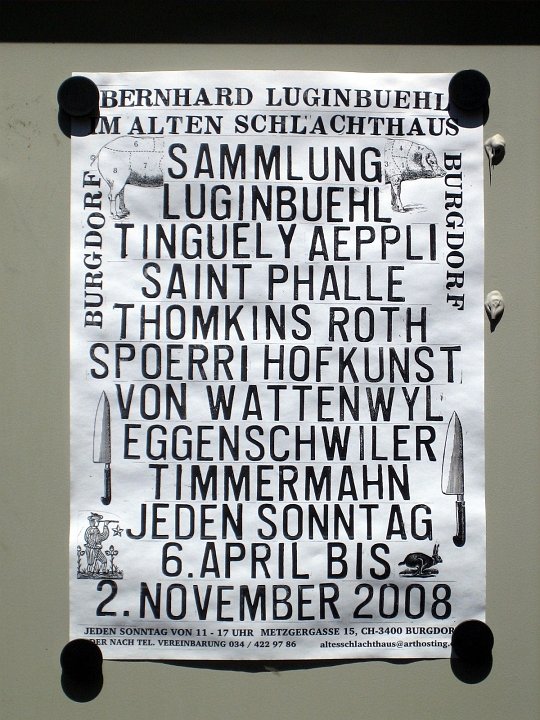 BERNHARD LUGINBUEHL
IM ALTEN SCHLACHTHAUS
BURGDORF
BURGDORF
SAMMLUNG
LUGINBUEHL
TINGUELY AEPPLI
SAINT PHALLE
THOMKINS ROTH
SPOERRI HOFKUNST
VON WATTENWYL
EGGENSCHWILER
TIMMERMAHN
JEDEN SONNTAG
6.APRIL BIS
2.NOVEMBER 2008
JEDEN SONNTAG VON 11 - 17 UHR METZGERGASSE 15, CH-3400 BURGDOR
DER NACH TEL. VEREINBARUNG 034 / 422 97 86 altesschlachthaus@arthosting.